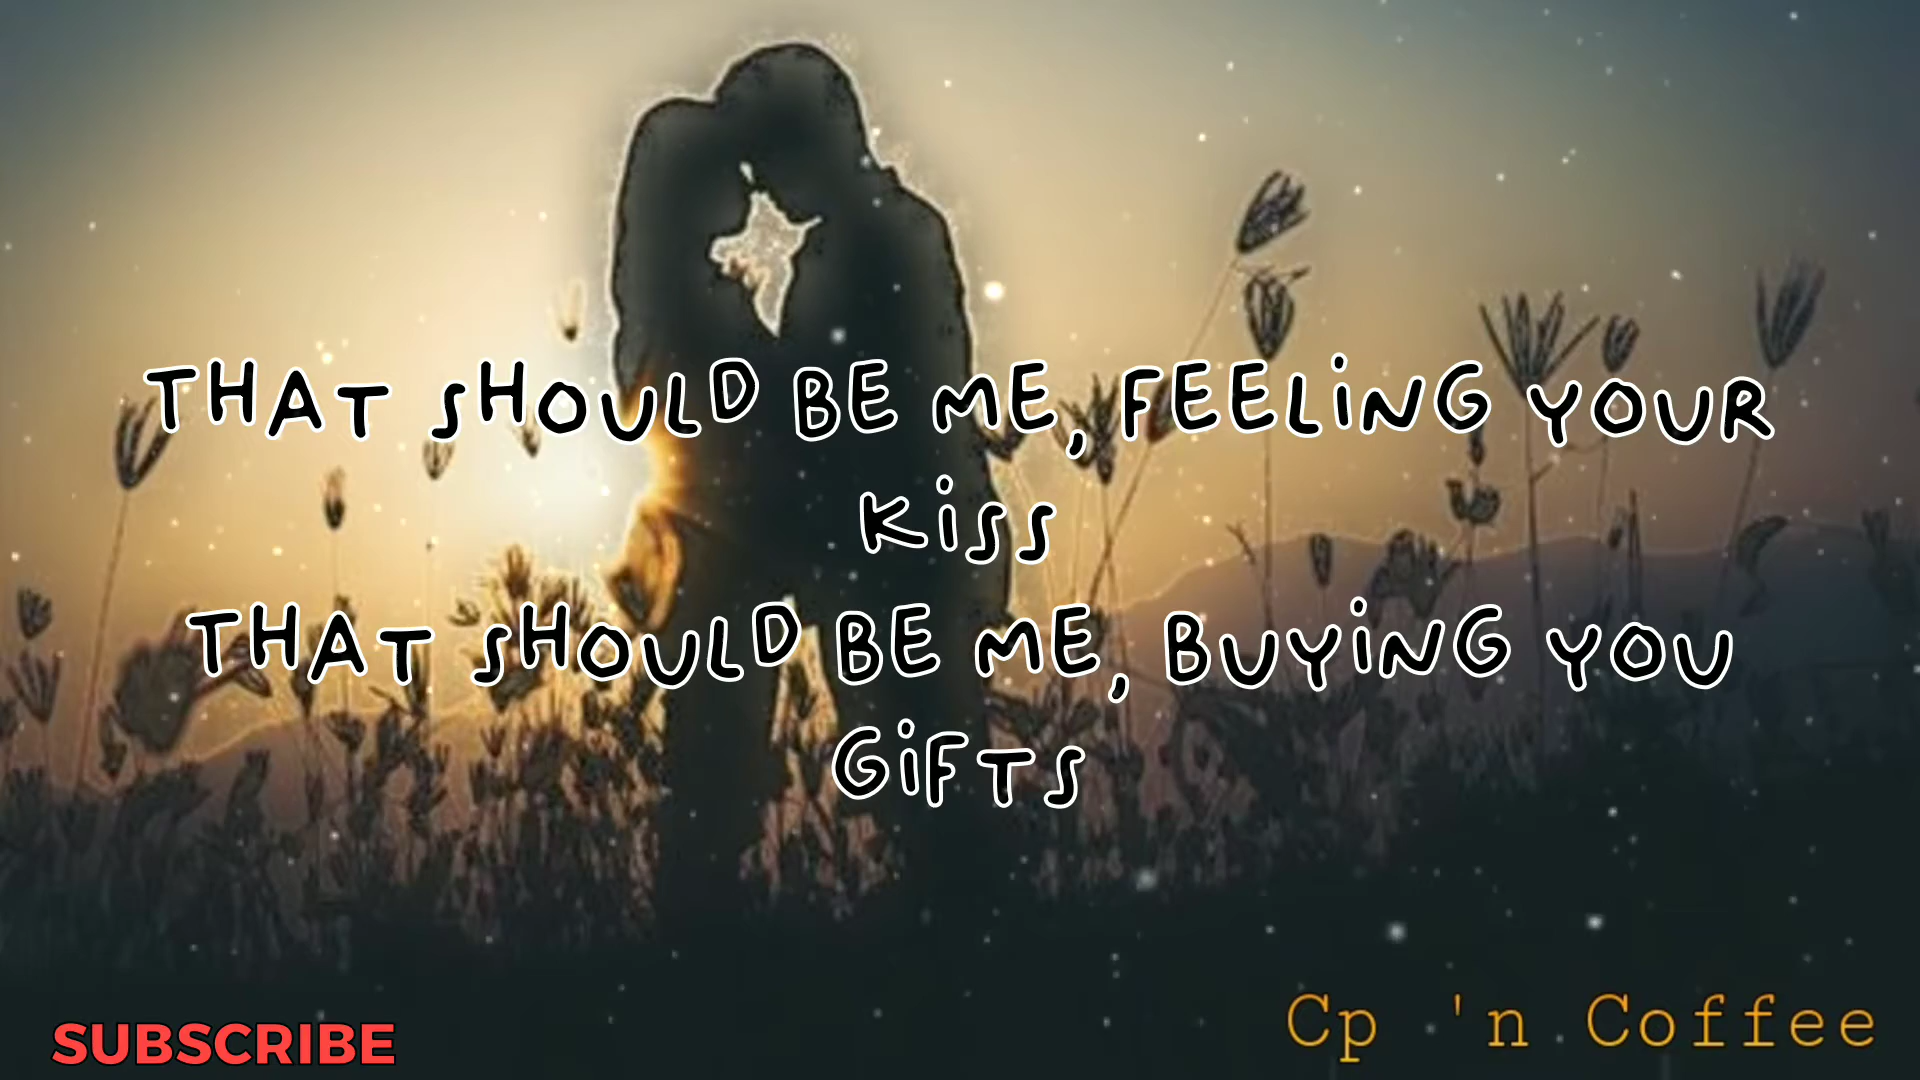 THAT SHOULD BE ME, FEELING YOUR
KISS
THAT SHOULD BE ME, BUYING YOU
GIFTS
SUBSCRIBE
Cp 'n Coffee